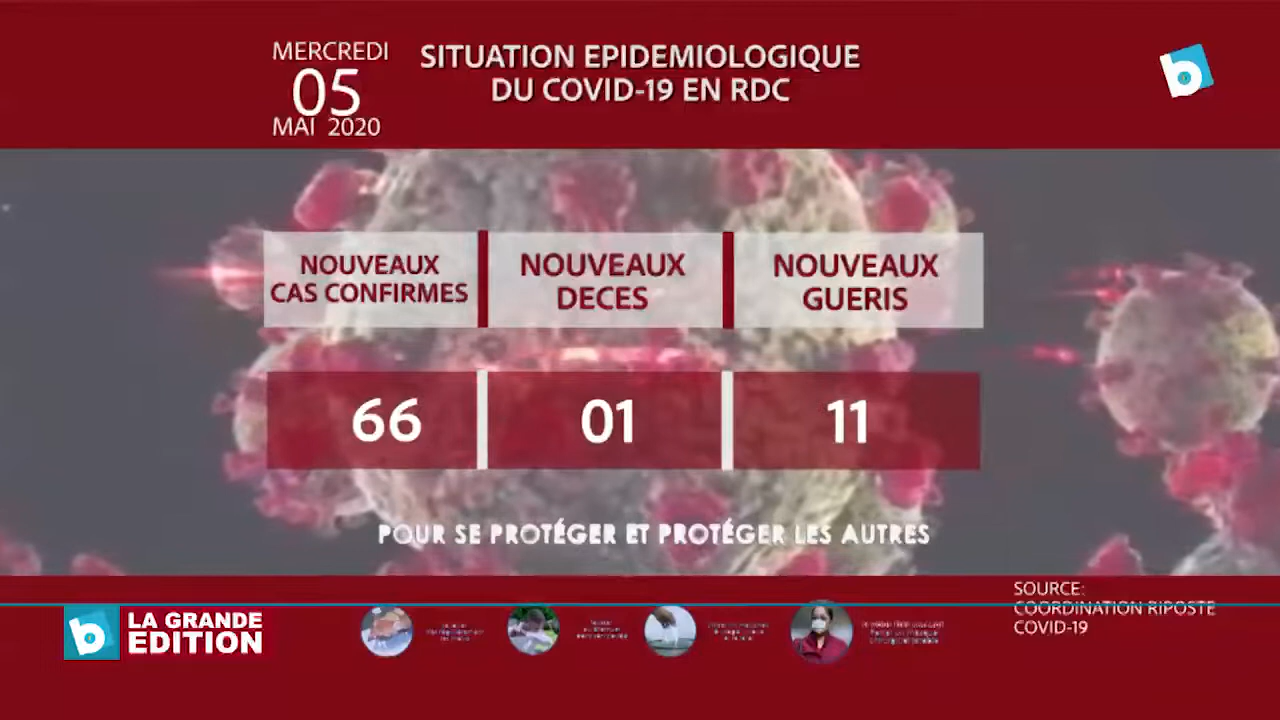 MERCREDI
05
MAI 2020
SITUATION EPIDEMIOLOGIQUE
DU COVID-19 EN RDC
b
NOUVEAUX
CAS CONFIRMES
NOUVEAUX
DECES
NOUVEAUX
GUERIS
66
01
11
POUR SE PROTÉGER ET PROTÉGER LES AUTRES
SOURCE:
COORDINATION RIPOSTE
COVID-19
b
LA GRANDE
EDITION